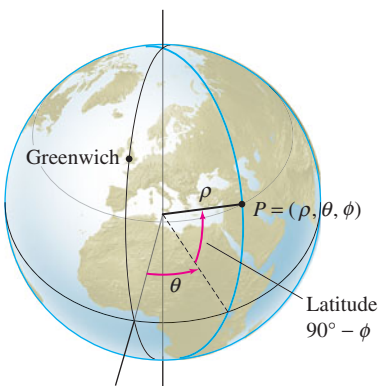 Greenwich
ρ
P = (ρ, θ, ϕ)
θ
Latitude
90° − ϕ